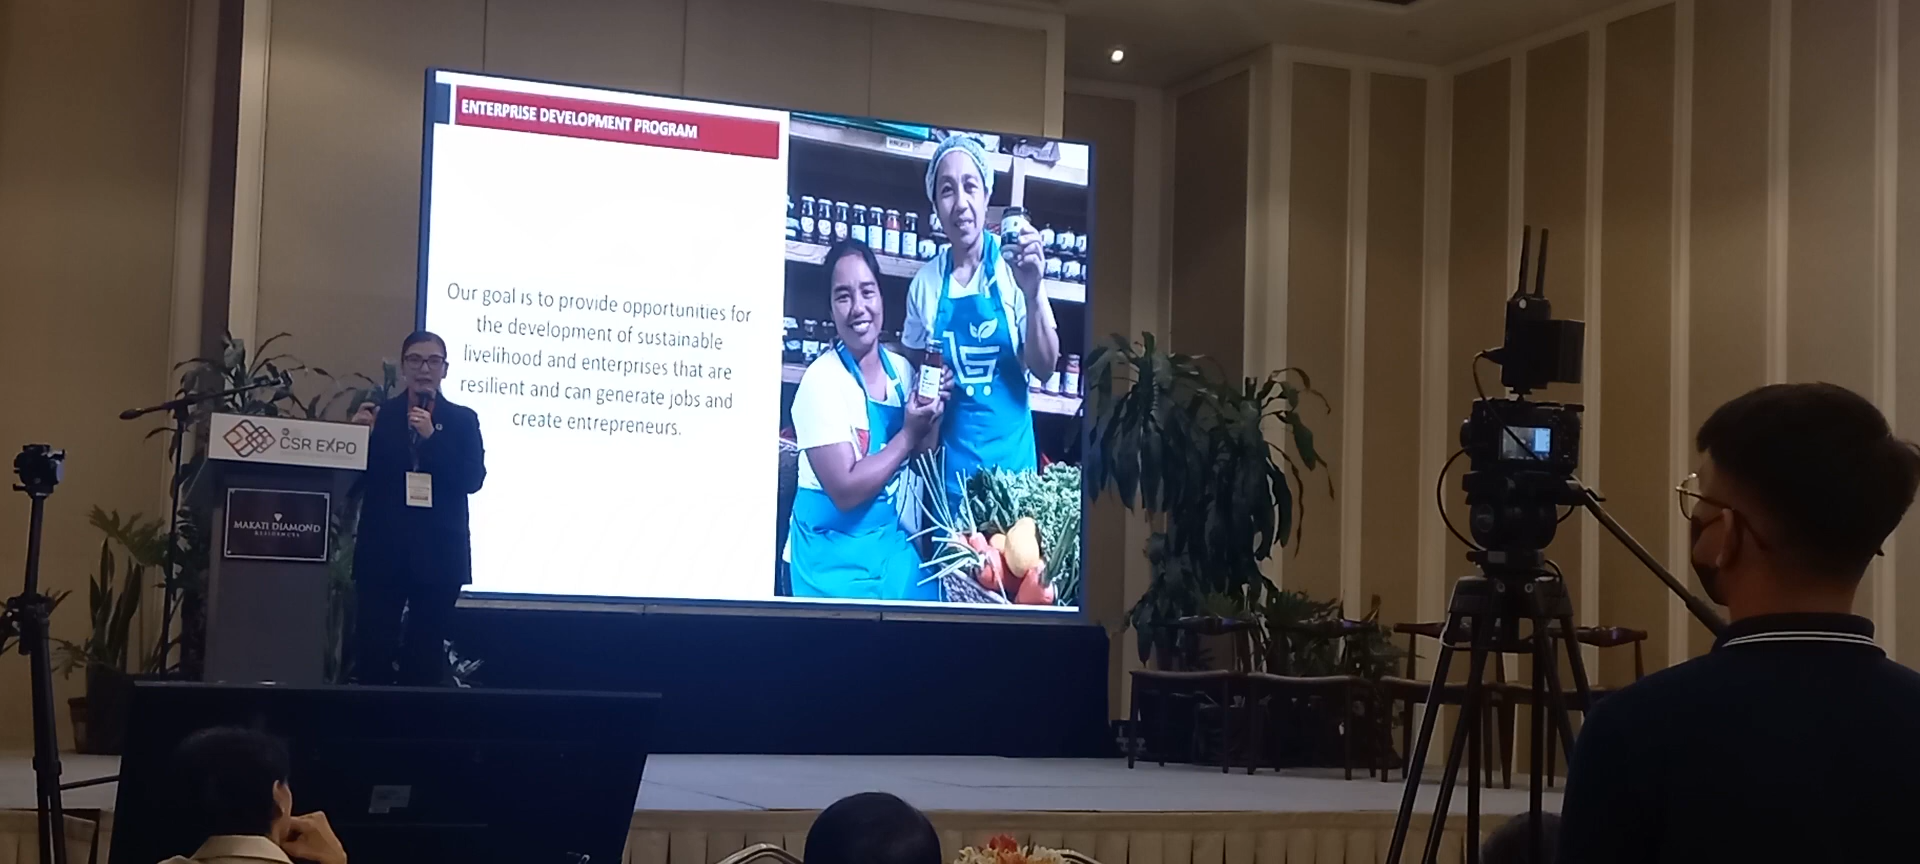 ENTERPRISE DEVELOPMENT PROGRAM
Our goal is to provide opportunities for
the development of sustainable
livelihood and enterprises that are
resilient and can generate jobs and
create entrepreneurs.
CSR EXPO
MAKATI DIAMOND
RESIDENCES